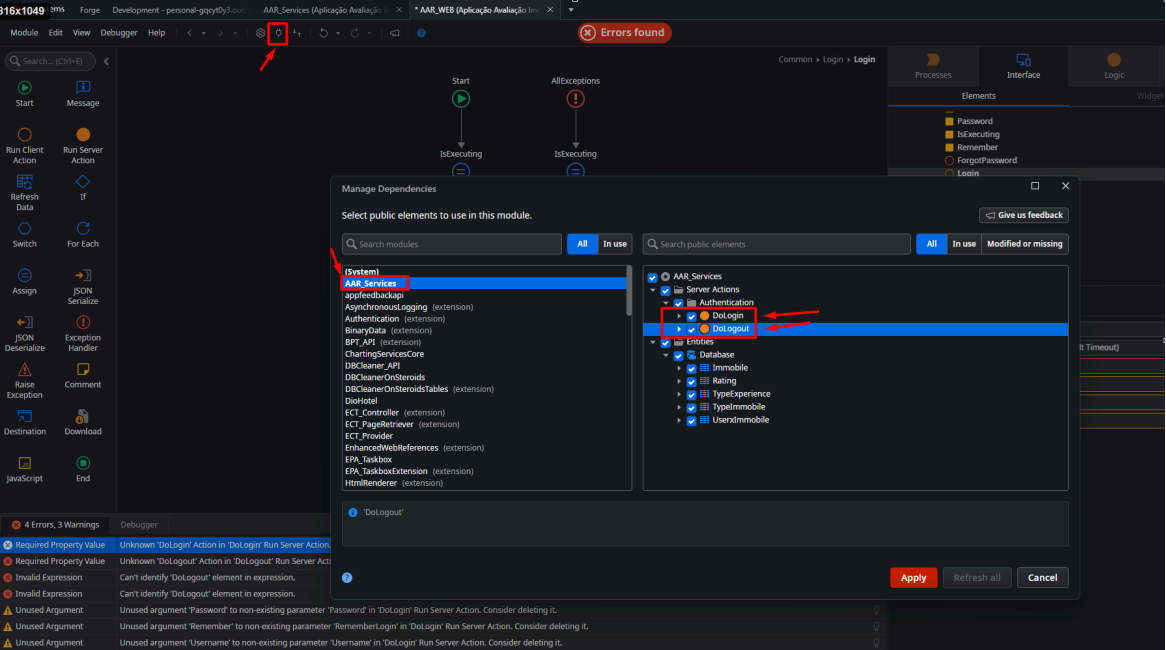 316x1049
ems
Forge
Development - personal-gqcyt0y3.out
AAR_Services (Aplicação Avaliação I
* AAR_WEB (Aplicação Avaliação Im
Module Edit View Debugger Help
Errors found
Search... (Ctrl+E)
Common Login Login
Processes
Interface
Logic
Elements
Widget
Start
Message
Run Client Action
Run Server Action
Refresh Data
If
Switch
For Each
Assign
JSON Serialize
JSON Deserialize
Exception Handler
Raise Exception
Comment
Destination
Download
JavaScript
End
Start
AllExceptions
IsExecuting
IsExecuting
Password
IsExecuting
Remember
ForgotPassword
Login
lt Timeout)
Manage Dependencies
Select public elements to use in this module.
Give us feedback
Search modules
All
In use
Search public elements
All
In use
Modified or missing
(System)
AAR_Services
appfeedbackapi
AsynchronousLogging (extension)
Authentication (extension)
BinaryData (extension)
BPT_API (extension)
ChartingServicesCore
DBCleaner_API
DBCleanerOnSteroids
DBCleanerOnSteroidsTables (extension)
DioHotel
ECT_Controller (extension)
ECT_PageRetriever (extension)
ECT_Provider
EnhancedWebReferences (extension)
EPA_Taskbox
EPA_TaskboxExtension (extension)
HtmlRenderer (extension)
AAR_Services
Server Actions
Authentication
DoLogin
DoLogout
Entities
Database
Immobile
Rating
TypeExperience
TypeImmobile
UserxImmobile
'DoLogout'
Apply
Refresh all
Cancel
4 Errors, 3 Warnings
Debugger
Required Property Value Unknown 'DoLogin' Action in 'DoLogin' Run Server Action.
Required Property Value Unknown 'DoLogout' Action in 'DoLogout' Run Server Acti
Invalid Expression Can't identify 'DoLogout' element in expression.
Invalid Expression Can't identify 'DoLogout' element in expression.
Unused Argument Unused argument 'Password' to non-existing parameter 'Password' in 'DoLogin' Run Server Action. Consider deleting it.
Unused Argument Unused argument 'Remember' to non-existing parameter 'RememberLogin' in 'DoLogin' Run Server Action. Consider deleting it.
Unused Argument Unused argument 'Username' to non-existing parameter 'Username' in 'DoLogin' Run Server Action. Consider deleting it.